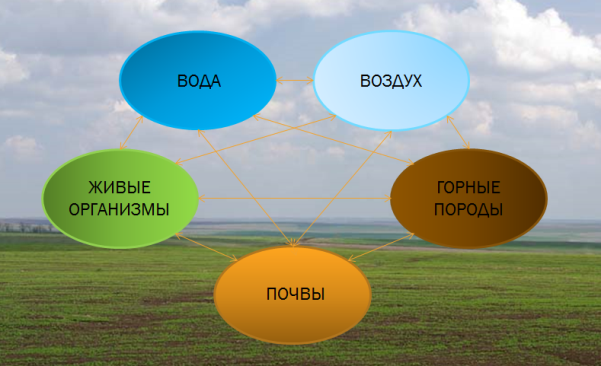 ВОДА
ВОЗДУХ
ЖИВЫЕ
ОРГАНИЗМЫ
ГОРНЫЕ
ПОРОДЫ
ПОЧВЫ